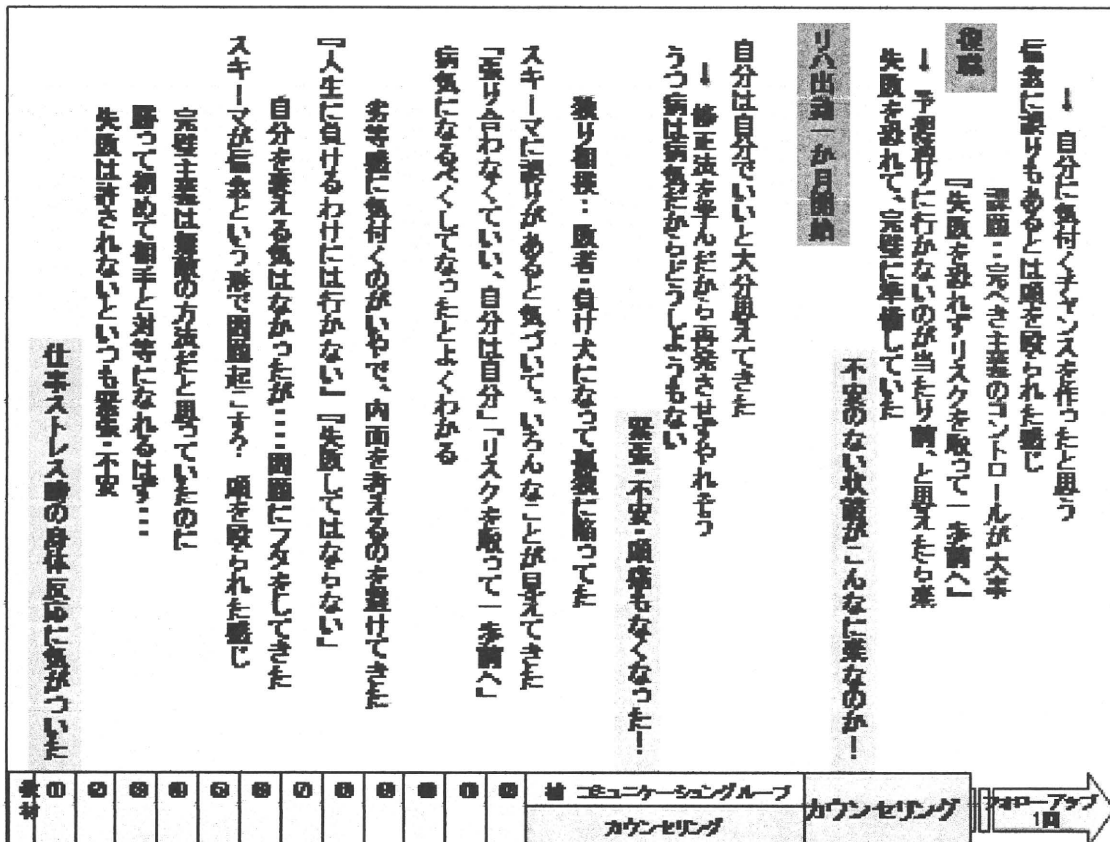 ↓ 自分に気付くチャンスを作ったと思う
信念に誤りもあるとは頭を殴られた感じ
課題:完ぺき主義のコントロールが大事
復職
『失敗を恐れずリスクを取って一歩前へ』
↓ 予想通りに行かないのが当たり前、と思えたら楽
失敗を恐れて、完璧に準備していた
不安のない状態がこんなに楽なのか!
リハ出勤一か月開始
自分は自分でいいと大分思えてきた
↓ 修正法を学んだから再発させずやれそう
うつ病は病気だからどうしようもない
緊張・不安・頭痛もなくなった!
独り相撲・・敗者・負け犬になって孤独に陥ってた
スキーマに誤りがあると気づいて、いろんなことが見えてきた
「張り合わなくていい、自分は自分」「リスクを取って一歩前へ」
病気になるべくしてなったとよくわかる
劣等感に気付くのがいやで、内面を考えるのを避けてきた
『人生に負けるわけには行かない』『失敗してはならない』
自分を変える気はなかったが・・・・困難にフタをしてきた
スキーマが信念という形で困難起こす? 頭を殴られた感じ
完璧主義は無敵の方法だと思っていたのに
勝って初めて相手と対等になれるはず・・・
失敗は許されないといつも緊張・不安
仕事ストレス時の身体反応に気がついた
教材 ① ② ③ ④ ⑤ ⑥ ⑦ ⑧ ⑨ ⑩ ⑪ ⑫
コミュニケーショングループ
カウンセリング
カウンセリング
フォローアップ
1回